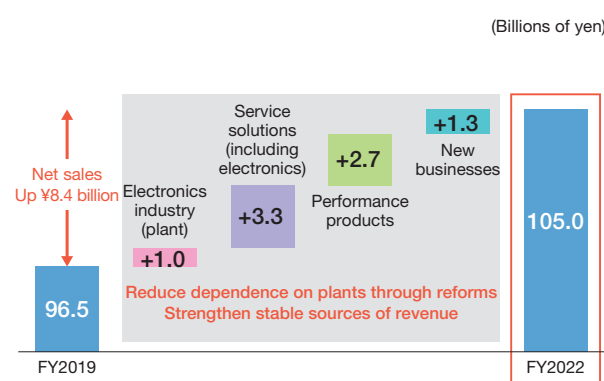 (Billions of yen)
Net sales
Up ¥8.4 billion
96.5
FY2019
Electronics
industry
(plant)
+1.0
Service
solutions
(including
electronics)
+3.3
+2.7
Performance
products
+1.3
New
businesses
Reduce dependence on plants through reforms
Strengthen stable sources of revenue
105.0
FY2022